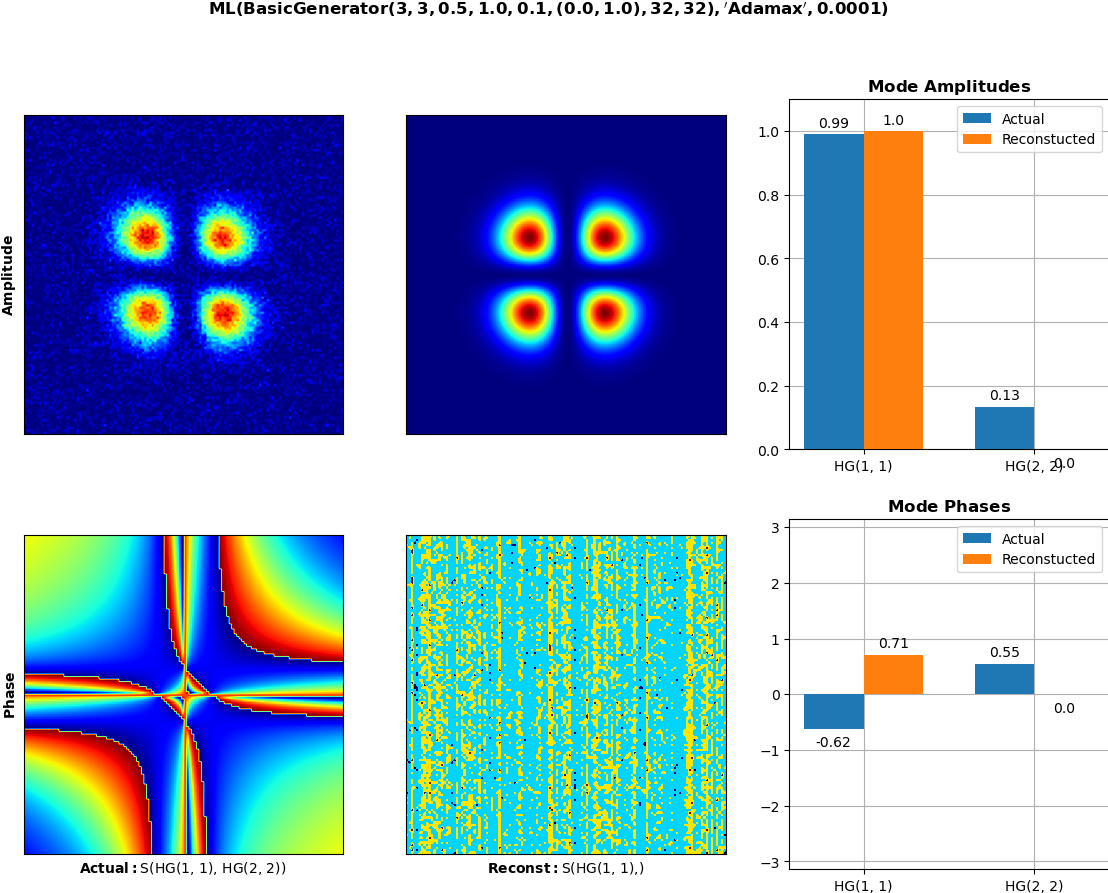 ML(BasicGenerator(3, 3, 0.5, 1.0, 0.1, (0.0, 1.0), 32, 32), ′Adamax′, 0.0001)
Mode Amplitudes
Amplitude
1.0
0.8
0.6
0.4
0.2
0.0
0.99
1.0
0.13
0.0
Actual
Reconstucted
HG(1, 1)
HG(2, 2)
Mode Phases
Phase
3
2
1
0
−1
−2
−3
-0.62
0.71
0.55
0.0
Actual
Reconstucted
HG(1, 1)
HG(2, 2)
Actual: S(HG(1, 1), HG(2, 2))
Reconst: S(HG(1, 1),)